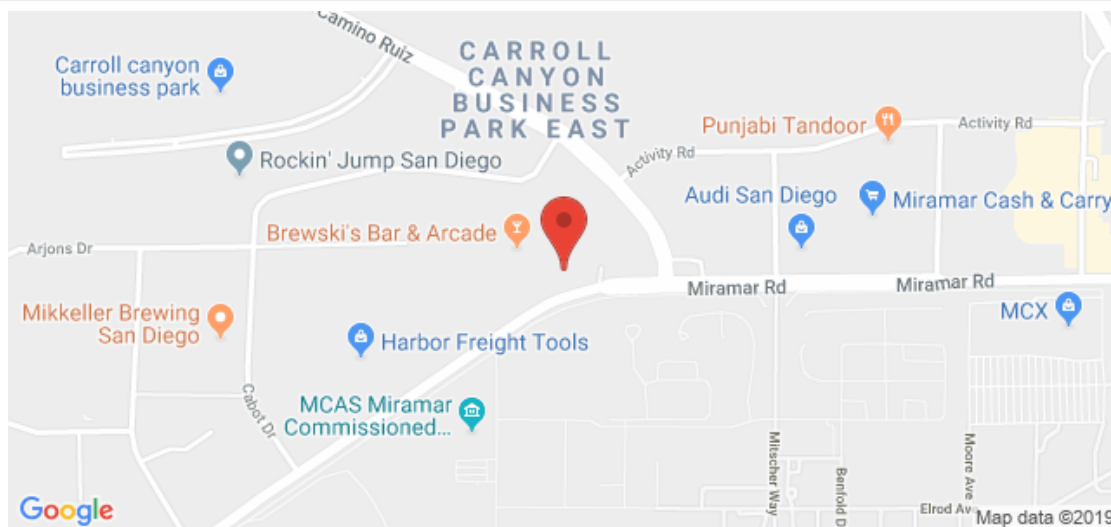 Camino Ruiz
CARROLL
CANYON
BUSINESS
PARK EAST
Carroll canyon
business park
Punjabi Tandoor
Activity Rd
Rockin' Jump San Diego
Activity Rd
Audi San Diego
Miramar Cash & Carry
Brewski's Bar & Arcade
Arjons Dr
Miramar Rd
Miramar Rd
Mikkeller Brewing
San Diego
MCX
Harbor Freight Tools
Cabot Dr
MCAS Miramar
Commissioned...
Mitscher Way
Benfold D
Moore Ave
Elrod Ave
Google
Map data ©2019